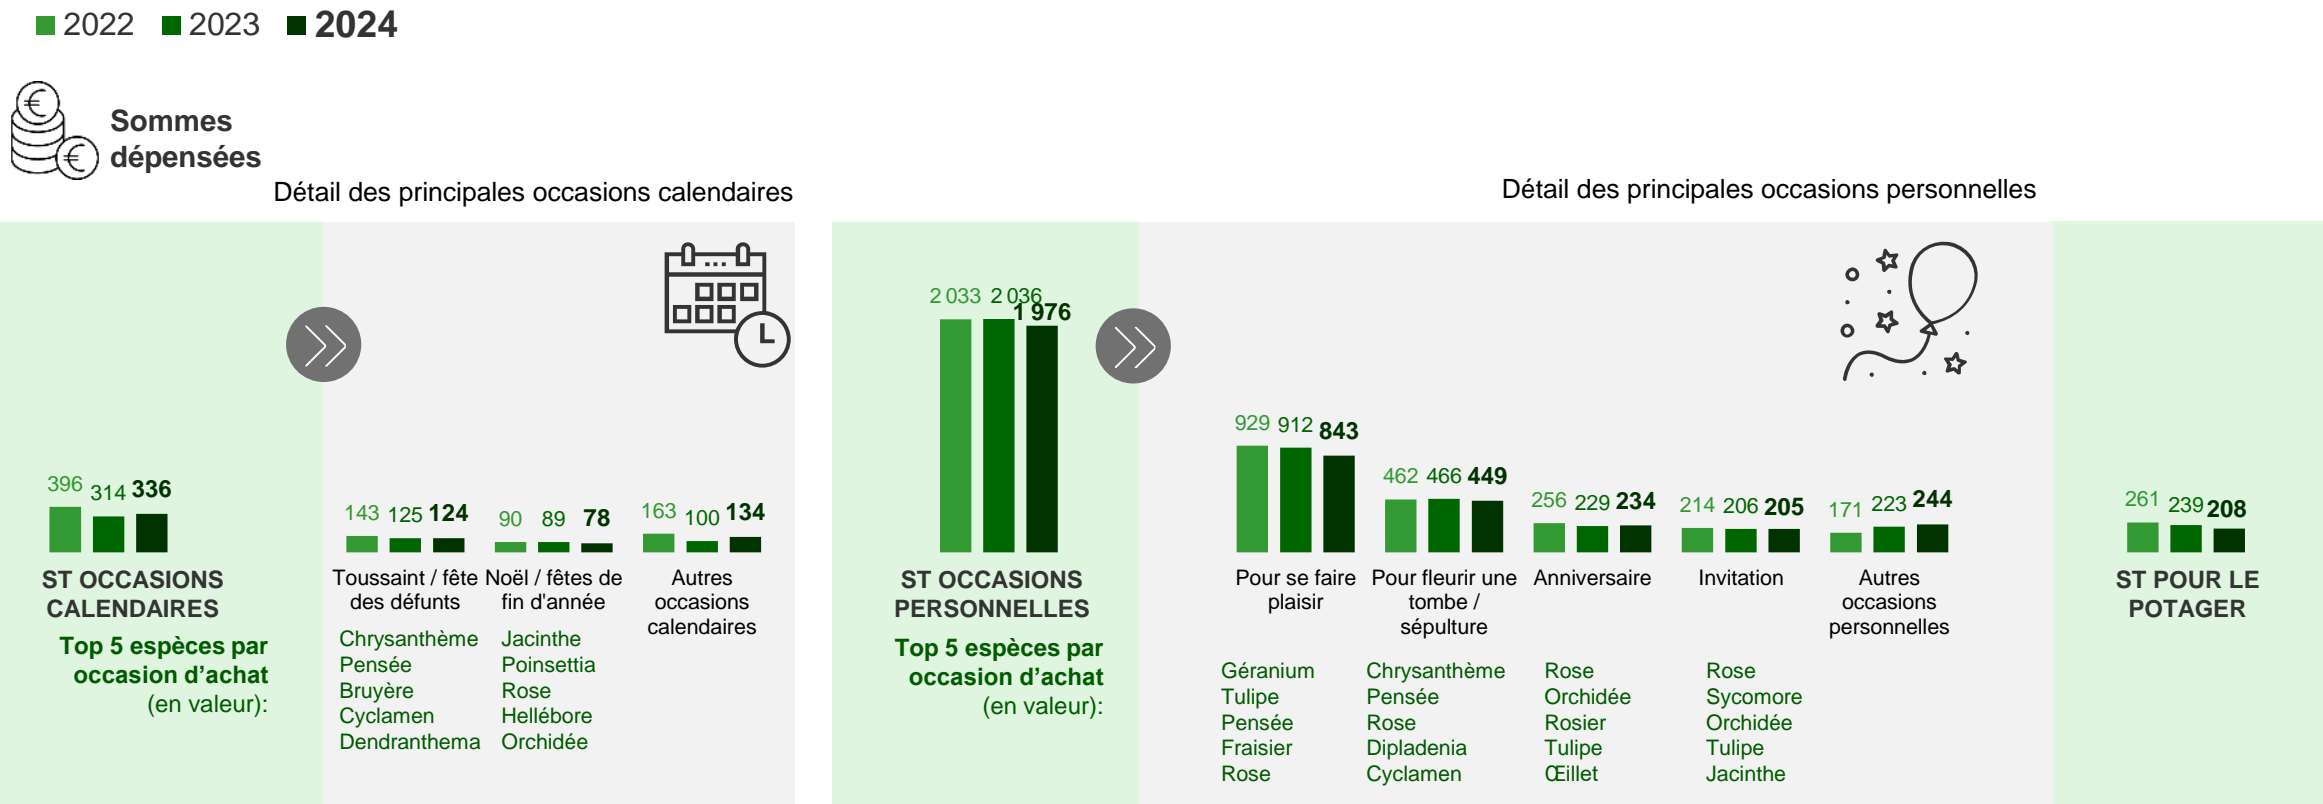 2022 2023 2024
Sommes
dépensées
Détail des principales occasions calendaires
Détail des principales occasions personnelles
396 314 336
ST OCCASIONS
CALENDAIRES
Top 5 espèces par
occasion d’achat
(en valeur):
143 125 124
Toussaint / fête
des défunts
Chrysanthème
Pensée
Bruyère
Cyclamen
Dendranthema
90 89 78
Noël / fêtes de
fin d'année
Jacinthe
Poinsettia
Rose
Hellébore
Orchidée
163 100 134
Autres
occasions
calendaires
2 033 2 036 1 976
ST OCCASIONS
PERSONNELLES
Top 5 espèces par
occasion d’achat
(en valeur):
929 912 843
Pour se faire
plaisir
Géranium
Tulipe
Pensée
Fraisier
Rose
462 466 449
Pour fleurir une
tombe /
sépulture
Chrysanthème
Pensée
Rose
Dipladenia
Cyclamen
256 229 234
Anniversaire
Rose
Orchidée
Rosier
Tulipe
Œillet
214 206 205
Invitation
Rose
Sycomore
Orchidée
Tulipe
Jacinthe
171 223 244
Autres
occasions
personnelles
261 239 208
ST POUR LE
POTAGER